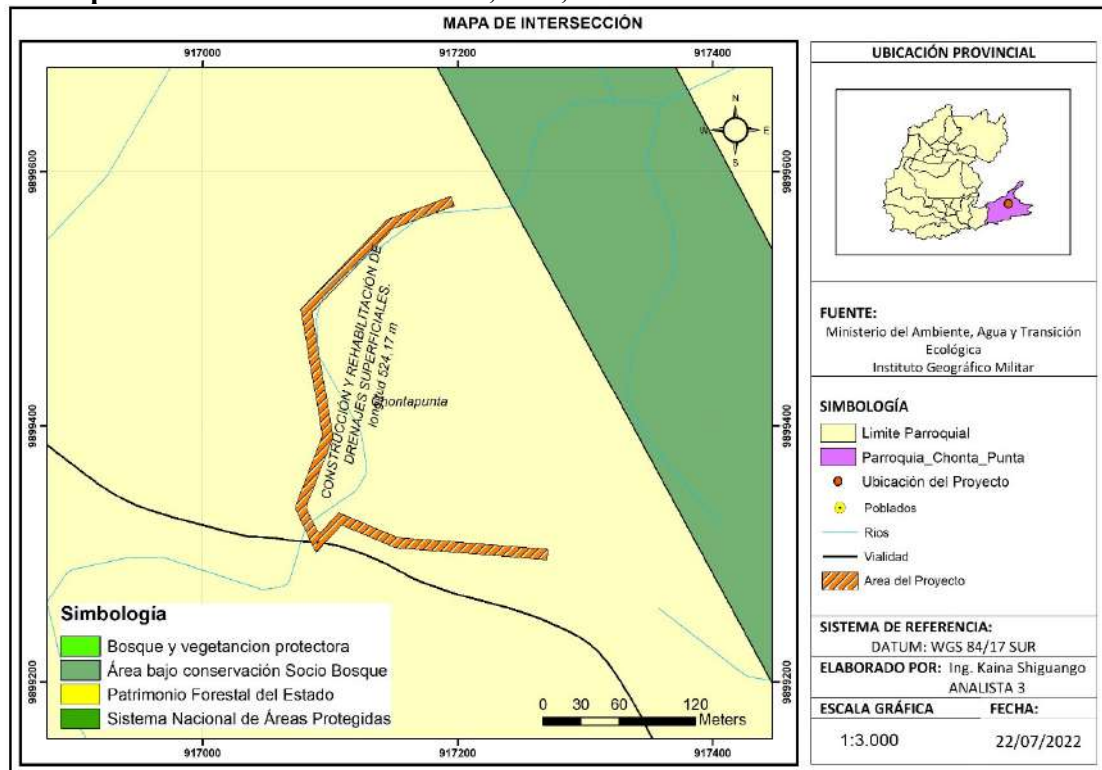 MAPA DE INTERSECCIÓN
917000
917200
917400
9899600
9899400
9899200
N
W
E
S
CONSTRUCCIÓN Y REHABILITACIÓN DE
DRENAJES SUPERFICIALES.
longitud 524,17 m
Chontapunta
Simbología
Bosque y vegetancion protectora
Área bajo conservación Socio Bosque
Patrimonio Forestal del Estado
Sistema Nacional de Áreas Protegidas
0 30 60 120
Meters
917000
917200
917400
9899600
9899400
9899200
UBICACIÓN PROVINCIAL
FUENTE:
Ministerio del Ambiente, Agua y Transición
Ecológica
Instituto Geográfico Militar
SIMBOLOGÍA
Limite Parroquial
Parroquia_Chonta_Punta
Ubicación del Proyecto
Poblados
Rios
Vialidad
Area del Proyecto
SISTEMA DE REFERENCIA:
DATUM: WGS 84/17 SUR
ELABORADO POR: Ing. Kaina Shiguango
ANALISTA 3
ESCALA GRÁFICA
FECHA:
1:3.000
22/07/2022